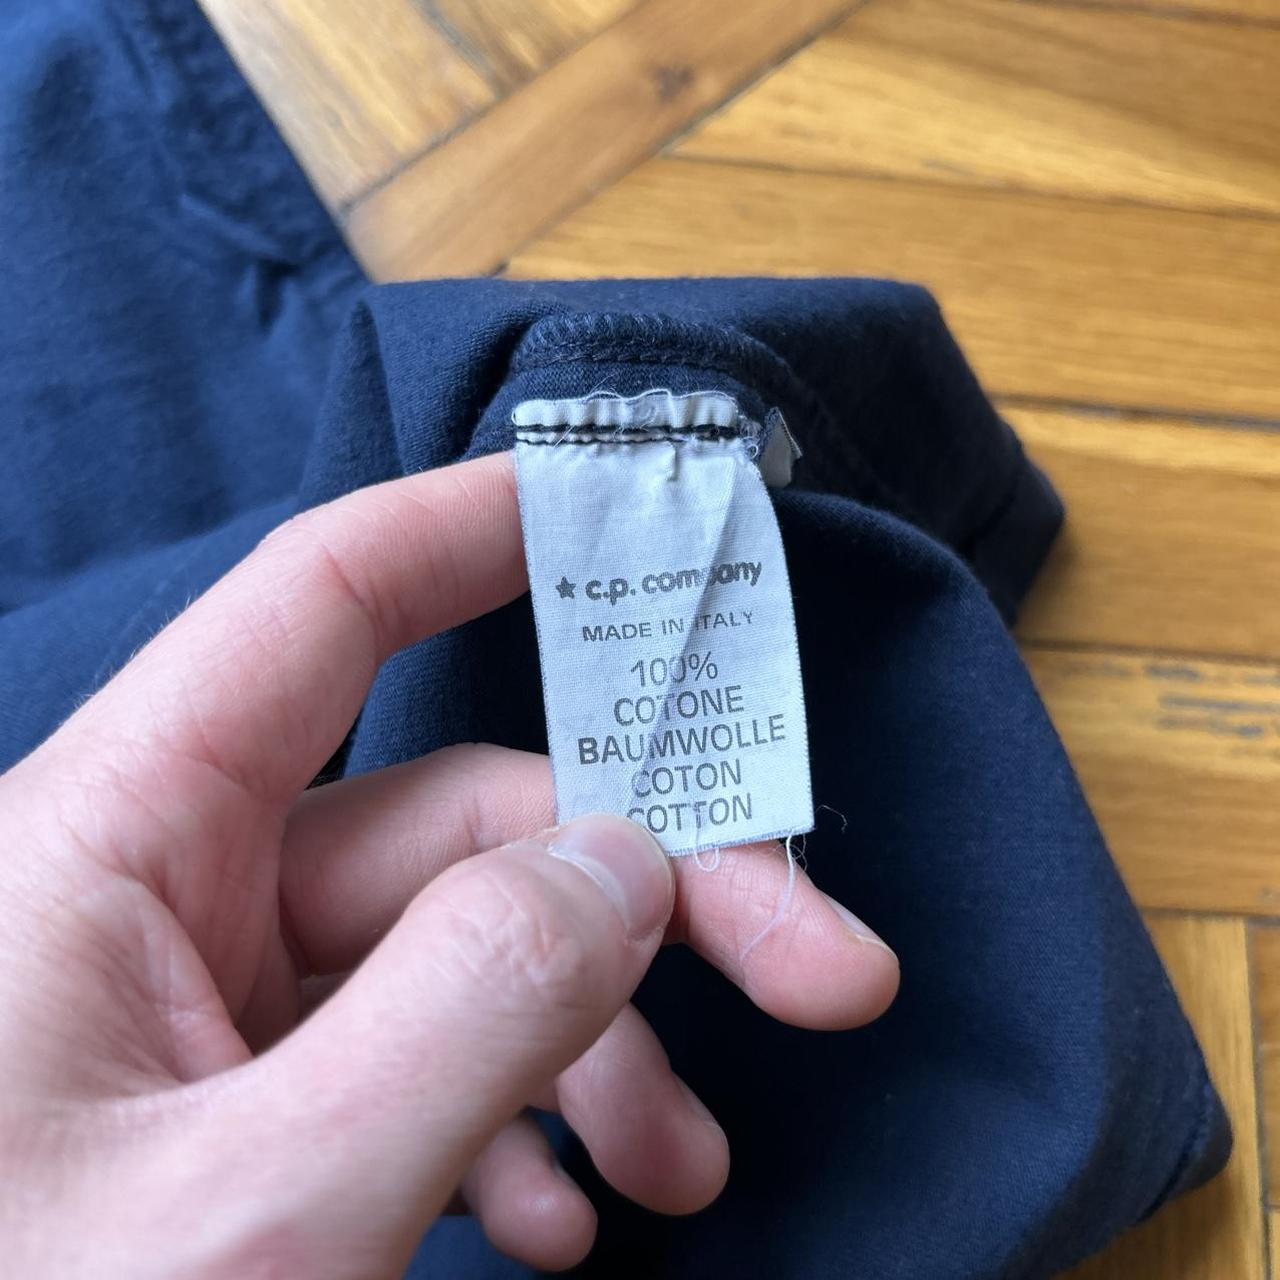 ★ c.p. company
MADE IN ITALY
100%
COTONE
BAUMWOLLE
COTON
COTTON